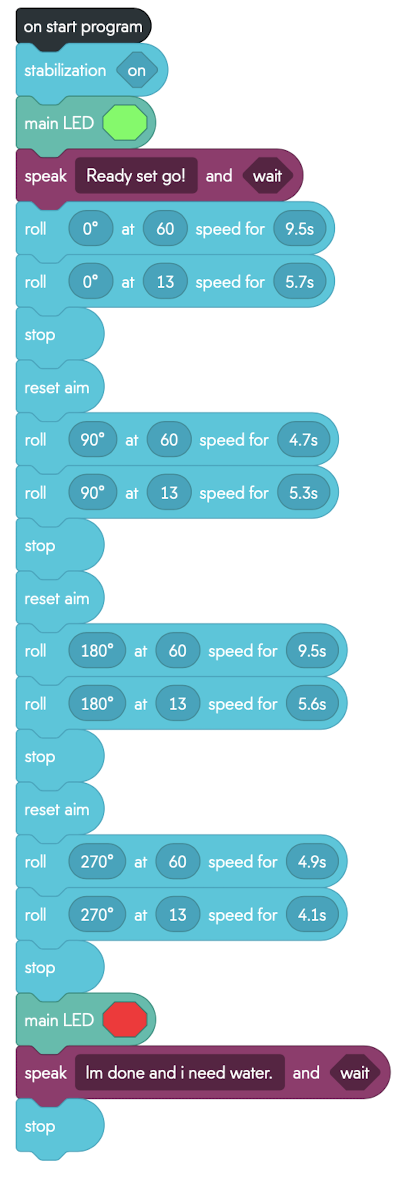 on start program
stabilization on
main LED
speak Ready set go! and wait
roll 0° at 60 speed for 9.5s
roll 0° at 13 speed for 5.7s
stop
reset aim
roll 90° at 60 speed for 4.7s
roll 90° at 13 speed for 5.3s
stop
reset aim
roll 180° at 60 speed for 9.5s
roll 180° at 13 speed for 5.6s
stop
reset aim
roll 270° at 60 speed for 4.9s
roll 270° at 13 speed for 4.1s
stop
main LED
speak Im done and i need water. and wait
stop